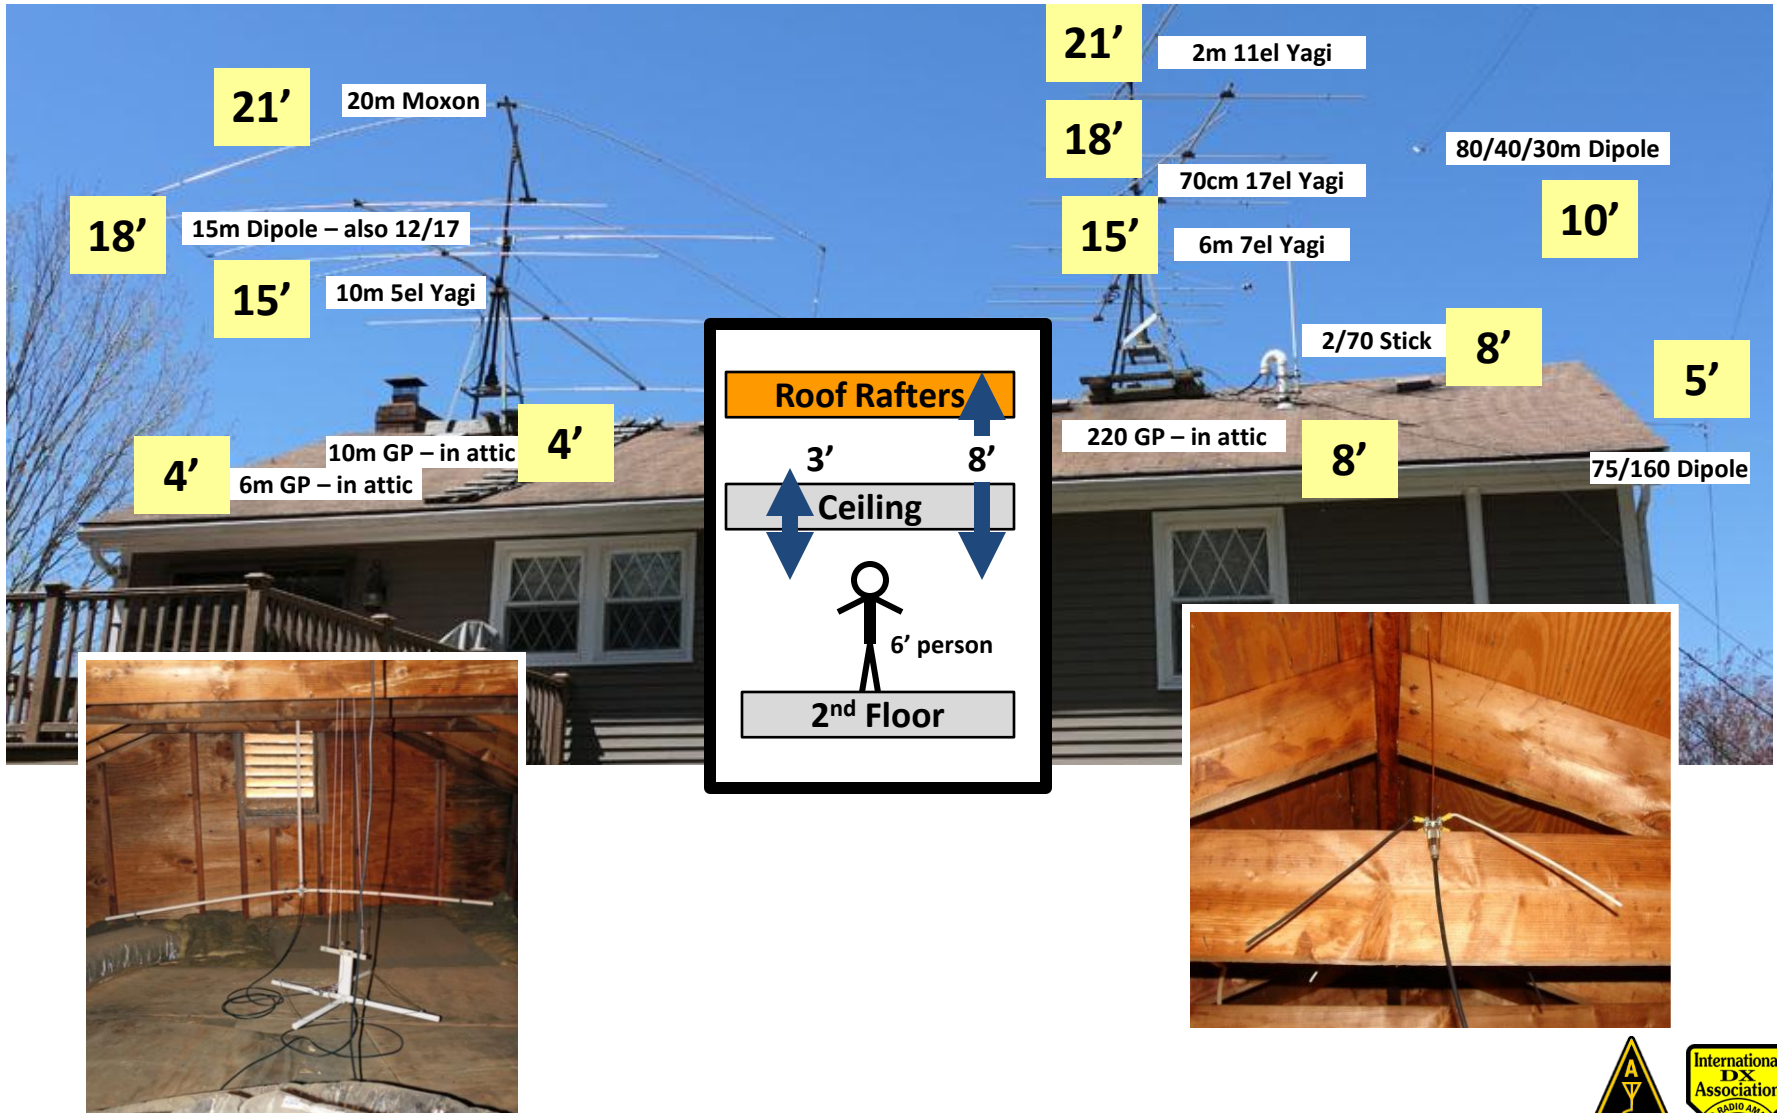 21’
20m Moxon
18’
15m Dipole – also 12/17
15’
10m 5el Yagi
4’
10m GP – in attic
4’
6m GP – in attic
21’
2m 11el Yagi
18’
70cm 17el Yagi
15’
6m 7el Yagi
80/40/30m Dipole
10’
2/70 Stick
8’
5’
220 GP – in attic
8’
75/160 Dipole
Roof Rafters
3’
8’
Ceiling
6’ person
2nd Floor
A
International
DX
Association
RADIO